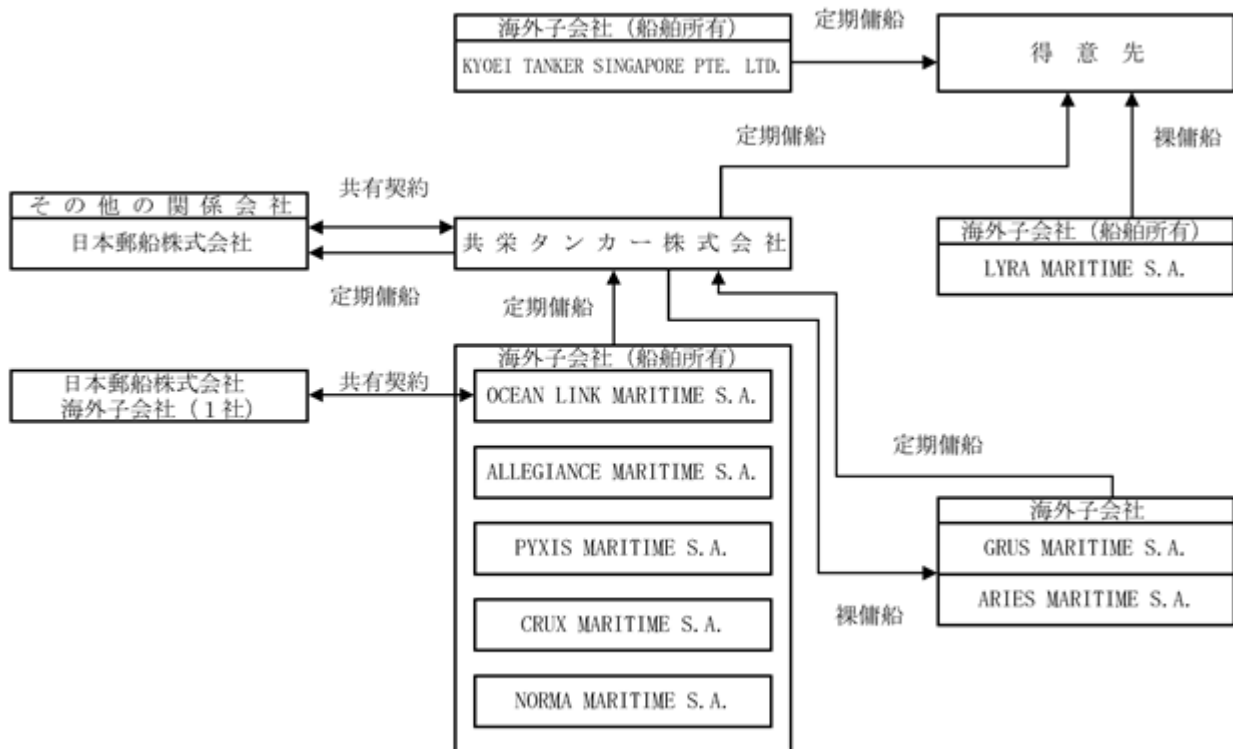 海外子会社（船舶所有）
KYOEI TANKER SINGAPORE PTE. LTD.
定期傭船
得意先
定期傭船
裸傭船
その他の関係会社
日本郵船株式会社
共有契約
定期傭船
共栄タンカー株式会社
海外子会社（船舶所有）
LYRA MARITIME S.A.
定期傭船
日本郵船株式会社
海外子会社（１社）
共有契約
海外子会社（船舶所有）
OCEAN LINK MARITIME S.A.
ALLEGIANCE MARITIME S.A.
PYXIS MARITIME S.A.
CRUX MARITIME S.A.
NORMA MARITIME S.A.
定期傭船
海外子会社
GRUS MARITIME S.A.
ARIES MARITIME S.A.
裸傭船